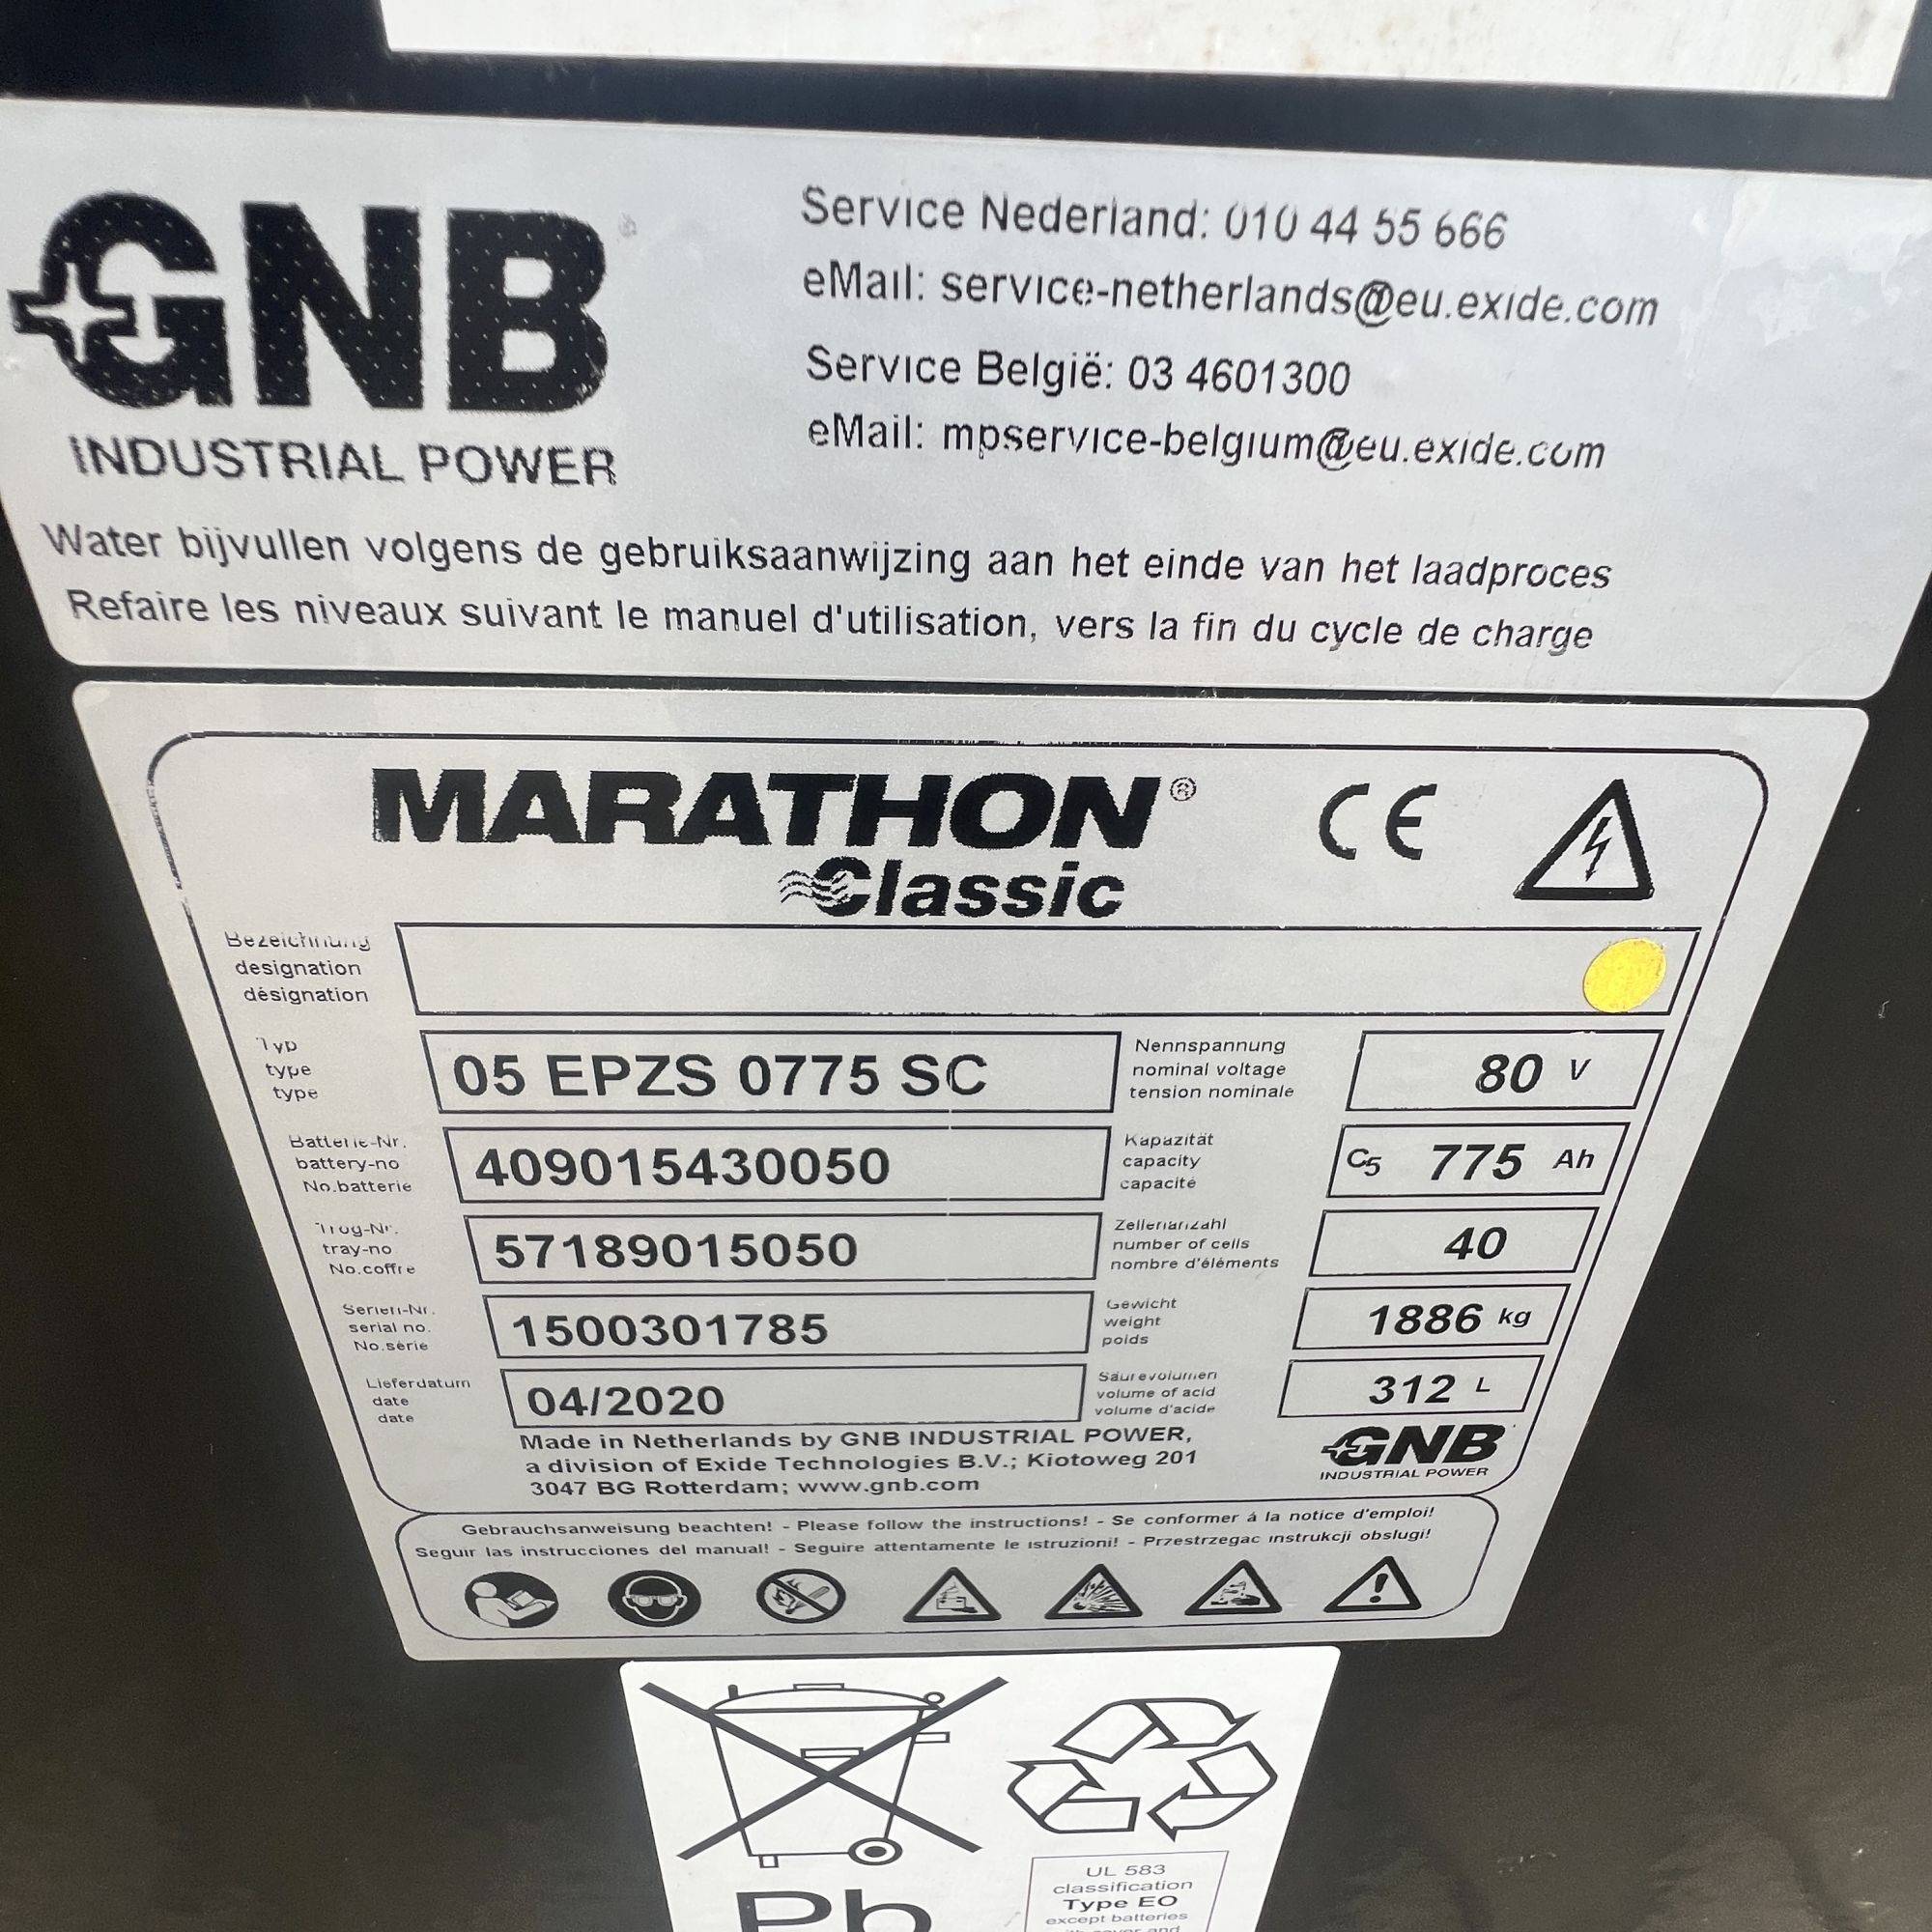 GNB
INDUSTRIAL POWER
Service Nederland: 010 44 55 666
eMail: service-netherlands@eu.exide.com
Service België: 03 4601300
eMail: mpservice-belgium@eu.exide.com
Water bijvullen volgens de gebruiksaanwijzing aan het einde van het laadproces
Refaire les niveaux suivant le manuel d'utilisation, vers la fin du cycle de charge
MARATHON®
Classic
CE
Bezeichnung
designation
désignation
Typ
type
type
05 EPZS 0775 SC
Nennspannung
nominal voltage
tension nominale
80 V
Batterie-Nr.
battery-no
No.batterie
409015430050
Kapazität
capacity
capacité
C5 775 Ah
Trog-Nr.
tray-no
No.coffre
57189015050
Zellenanzahl
number of cells
nombre d'éléments
40
Serien-Nr.
serial no.
No.série
1500301785
Gewicht
weight
poids
1886 kg
Lieferdatum
date
date
04/2020
Säurevolumen
volume of acid
volume d'acide
312 L
Made in Netherlands by GNB INDUSTRIAL POWER,
a division of Exide Technologies B.V.; Kiotoweg 201
3047 BG Rotterdam; www.gnb.com
GNB
INDUSTRIAL POWER
Gebrauchsanweisung beachten! - Please follow the instructions! - Se conformer á la notice d'emploi!
Seguir las instrucciones del manual! - Seguire attentamente le istruzioni! - Przestrzegac instrukcji obslugi!
Pb
UL 583
classification
Type EO
except batteries